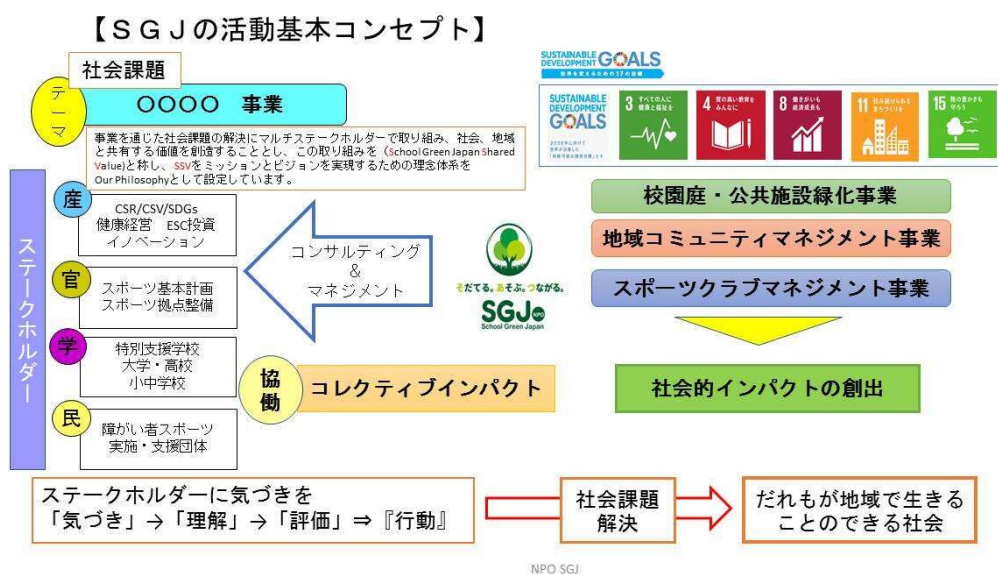 【ＳＧＪの活動基本コンセプト】
テーマ
社会課題
〇〇〇〇 事業
事業を通じた社会課題の解決にマルチステークホルダーで取り組み、社会、地域
と共有する価値を創造することとし、この取り組みを（School Green Japan Shared
Value)と称し、SSVをミッションとビジョンを実現するための理念体系を
Our Philosophyとして設定しています。
ステークホルダー
産
CSR/CSV/SDGs
健康経営 ESC投資
イノベーション
官
スポーツ基本計画
スポーツ拠点整備
学
特別支援学校
大学・高校
小中学校
民
障がい者スポーツ
実施・支援団体
コンサルティング
&
マネジメント
協働
コレクティブインパクト
そだてる。あそぶ。つながる。
SGJ NPO
School Green Japan
SUSTAINABLE
DEVELOPMENT GOALS
世界を変えるための17の目標
SUSTAINABLE
DEVELOPMENT
GOALS
3 すべての人に
健康と福祉を
4 質の高い教育を
みんなに
8 働きがいも
経済成長も
11 住み続けられる
まちづくりを
15 陸の豊かさも
守ろう
校園庭・公共施設緑化事業
地域コミュニティマネジメント事業
スポーツクラブマネジメント事業
社会的インパクトの創出
ステークホルダーに気づきを
「気づき」→「理解」→「評価」⇒『行動』
社会課題
解決
だれもが地域で生きる
ことのできる社会
NPO SGJ